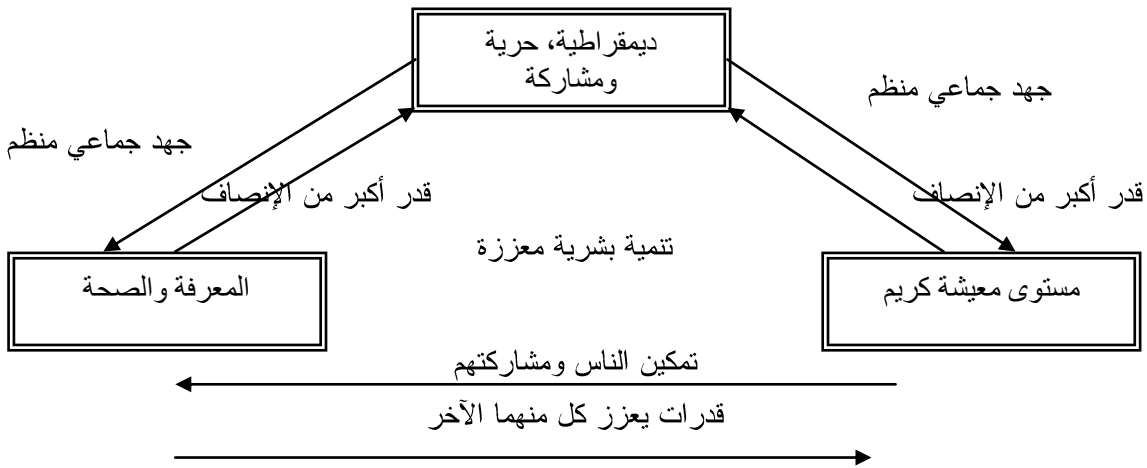 ديمقراطية، حرية
ومشاركة
جهد جماعي منظم
جهد جماعي منظم
قدر أكبر من الإنصاف
قدر أكبر من الإنصاف
تنمية بشرية معززة
مستوى معيشة كريم
المعرفة والصحة
تمكين الناس ومشاركتهم
قدرات يعزز كل منهما الآخر